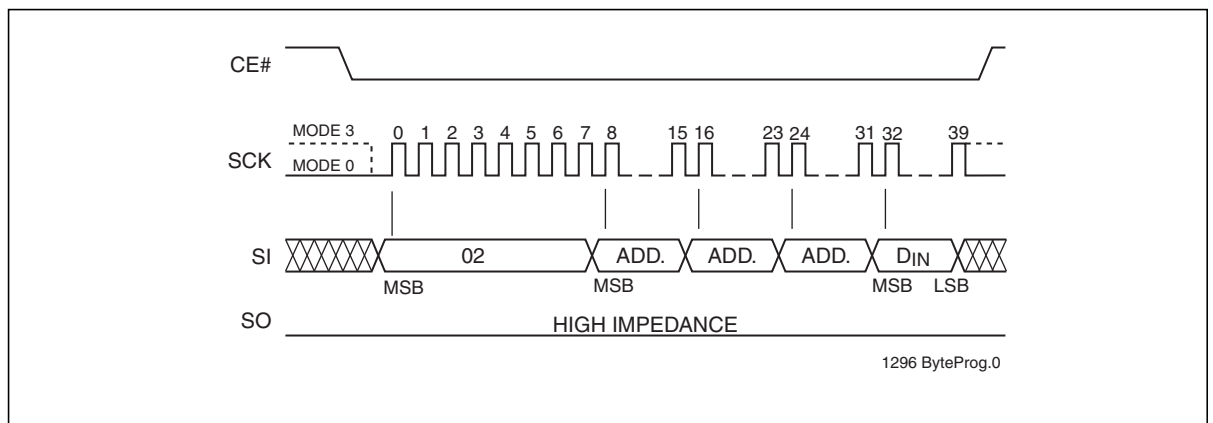 CE#
MODE 3
0 1 2 3 4 5 6 7 8 15 16 23 24 31 32 39
SCK
MODE 0
SI
02 ADD. ADD. ADD. DIN
MSB MSB MSB LSB
SO
HIGH IMPEDANCE
1296 ByteProg.0